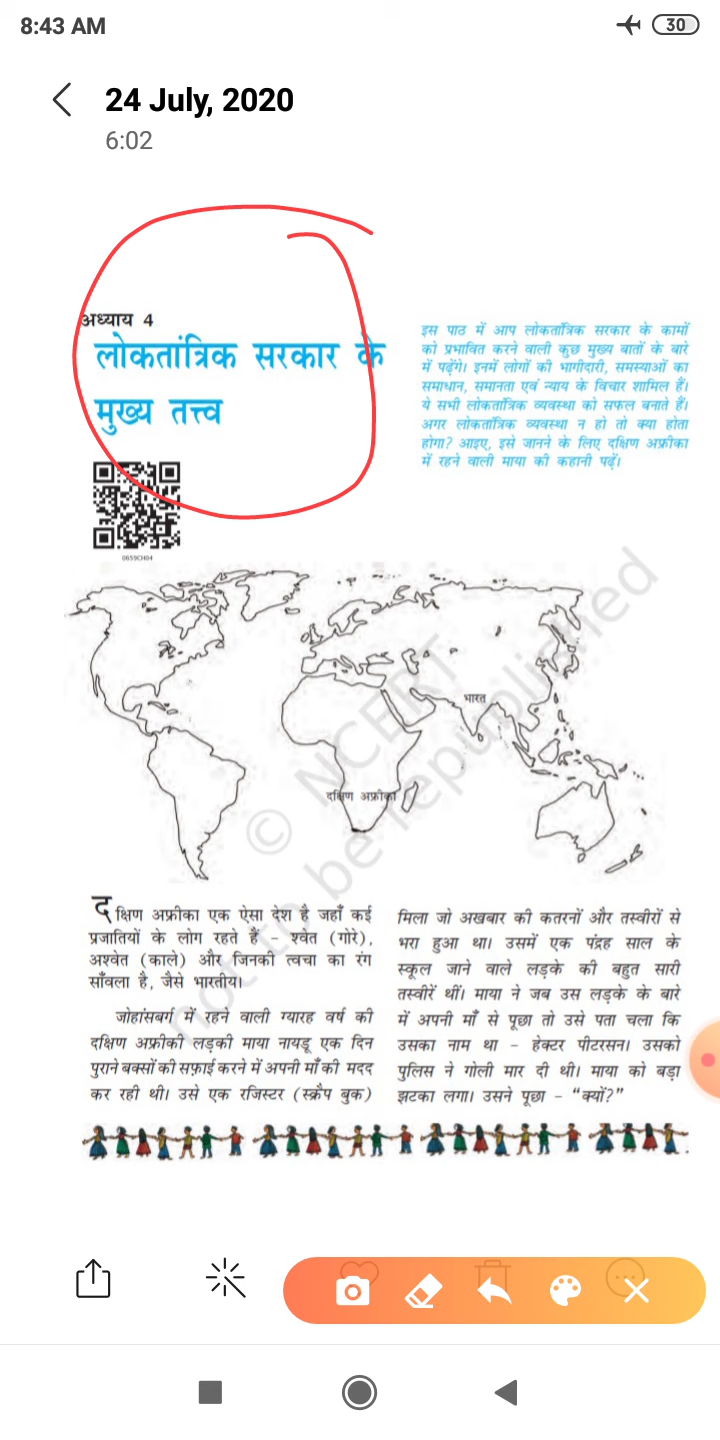 8:43 AM
30
24 July, 2020
6:02
अध्याय 4
लोकतांत्रिक सरकार के
मुख्य तत्त्व
0659CH04
इस पाठ में आप लोकतांत्रिक सरकार के कामों
को प्रभावित करने वाली कुछ मुख्य बातों के बारे
में पढ़ेंगे। इनमें लोगों की भागीदारी, समस्याओं का
समाधान, समानता एवं न्याय के विचार शामिल हैं।
ये सभी लोकतांत्रिक व्यवस्था को सफल बनाते हैं।
अगर लोकतांत्रिक व्यवस्था न हो तो क्या होता
होगा? आइए, इसे जानने के लिए दक्षिण अफ्रीका
में रहने वाली माया की कहानी पढ़ें।
भारत
दक्षिण अफ्रीका
© NCERT
not to be republished
दक्षिण अफ्रीका एक ऐसा देश है जहाँ कई
प्रजातियों के लोग रहते हैं – श्वेत (गोरे),
अश्वेत (काले) और जिनकी त्वचा का रंग
साँवला है, जैसे भारतीय।
जोहांसबर्ग में रहने वाली ग्यारह वर्ष की
दक्षिण अफ्रीकी लड़की माया नायडू एक दिन
पुराने बक्सों की सफ़ाई करने में अपनी माँ की मदद
कर रही थी। उसे एक रजिस्टर (स्क्रैप बुक)
मिला जो अखबार की कतरनों और तस्वीरों से
भरा हुआ था। उसमें एक पंद्रह साल के
स्कूल जाने वाले लड़के की बहुत सारी
तस्वीरें थीं। माया ने जब उस लड़के के बारे
में अपनी माँ से पूछा तो उसे पता चला कि
उसका नाम था – हेक्टर पीटरसन। उसको
पुलिस ने गोली मार दी थी। माया को बड़ा
झटका लगा। उसने पूछा – “क्यों?”